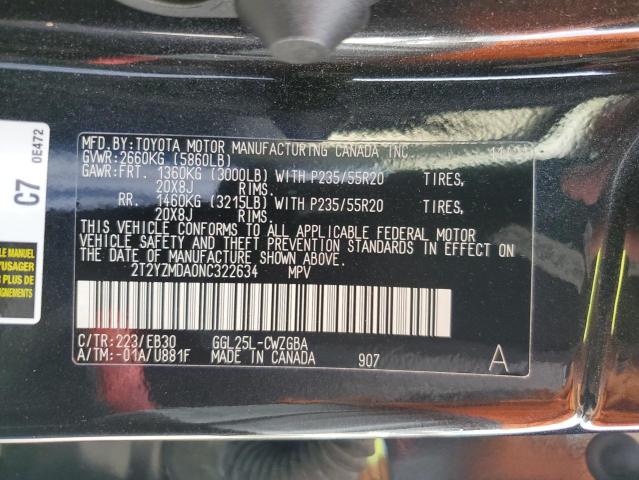 MFD.BY:TOYOTA MOTOR MANUFACTURING CANADA INC.
GVWR:2660KG (5860LB)
GAWR:FRT. 1360KG (3000LB) WITH P235/55R20 TIRES,
20X8J RIMS.
RR. 1460KG (3215LB) WITH P235/55R20 TIRES,
20X8J RIMS.
THIS VEHICLE CONFORMS TO ALL APPLICABLE FEDERAL MOTOR
VEHICLE SAFETY AND THEFT PREVENTION STANDARDS IN EFFECT
ON THE DATE OF MANUFACTURE SHOWN ABOVE.
2T2YZMDA0NC322634 MPV
C/TR:223/EB30 GGL25L-CWZGBA
A/TM:-01A/U881F MADE IN CANADA 907 A
C7
0E472
MANUEL